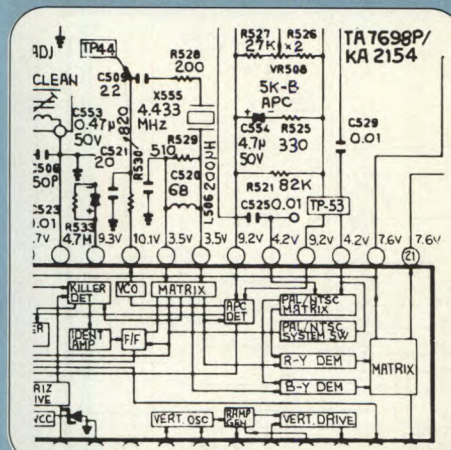 ADJ
TP44
R528
200
R527
27K
R526
×2
VR508
5K-B
APC
TA7698P/
KA2154
CLEAN
C509
22
X555
4.433
MHz
C553
0.47µ
50V
820
R530
510
R529
C554
4.7µ
50V
R525
330
C529
0.01
C521
20
C520
68
L506
200µH
R521
82K
C506
50P
C523
0.01
R533
C525
0.01
TP-53
.7V
4.7H
9.3V
10.1V
3.5V
3.5V
9.2V
4.2V
9.2V
4.2V
7.6V
7.6V
21
KILLER
DET
VCO
MATRIX
APC
DET
PAL/NTSC
MATRIX
PAL/NTSC
SYSTEM SW
IDENT
AMP
F/F
R-Y DEM
B-Y DEM
MATRIX
VERT. OSC
RAMP
GEN
VERT. DRIVE